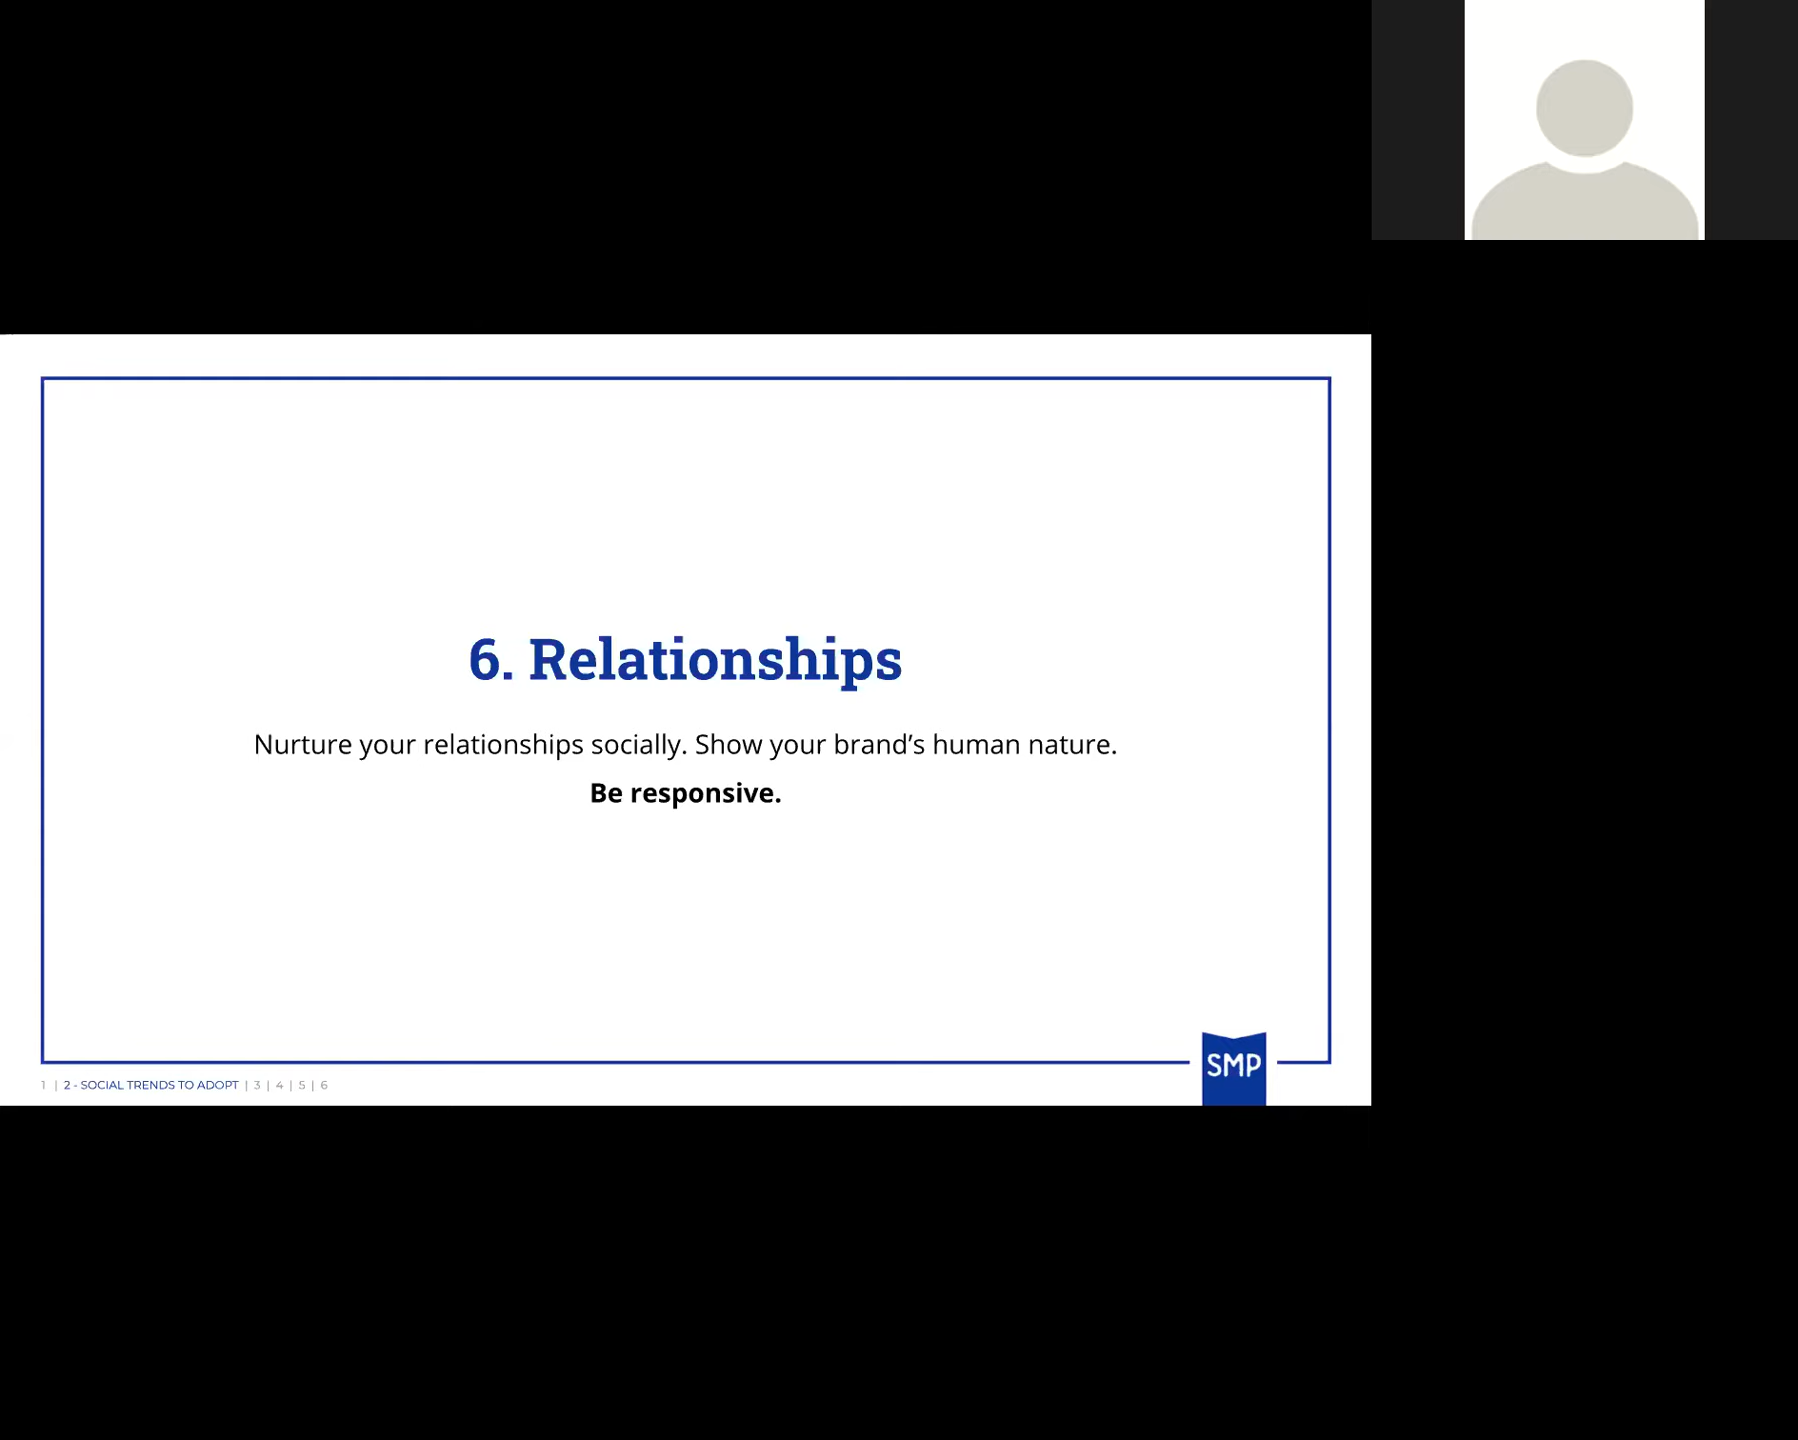 6. Relationships
Nurture your relationships socially. Show your brand’s human nature.
Be responsive.
SMP
1 | 2 - SOCIAL TRENDS TO ADOPT | 3 | 4 | 5 | 6